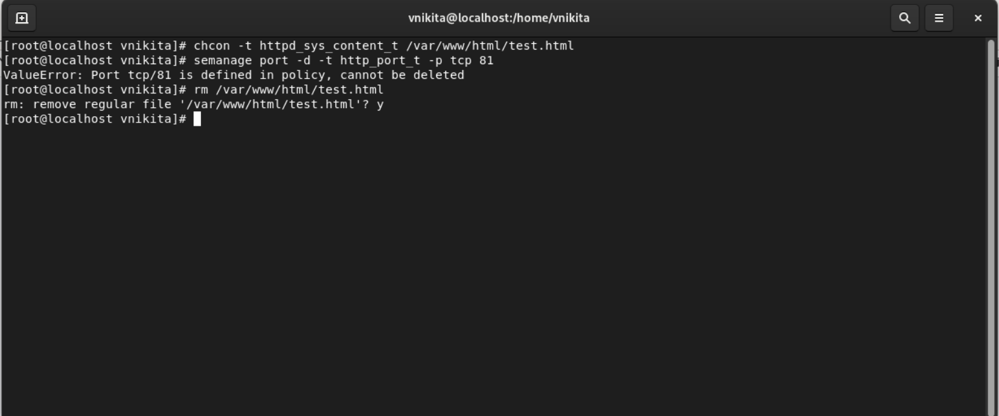 vnikita@localhost:/home/vnikita
[root@localhost vnikita]# chcon -t httpd_sys_content_t /var/www/html/test.html
[root@localhost vnikita]# semanage port -d -t http_port_t -p tcp 81
ValueError: Port tcp/81 is defined in policy, cannot be deleted
[root@localhost vnikita]# rm /var/www/html/test.html
rm: remove regular file '/var/www/html/test.html'? y
[root@localhost vnikita]#